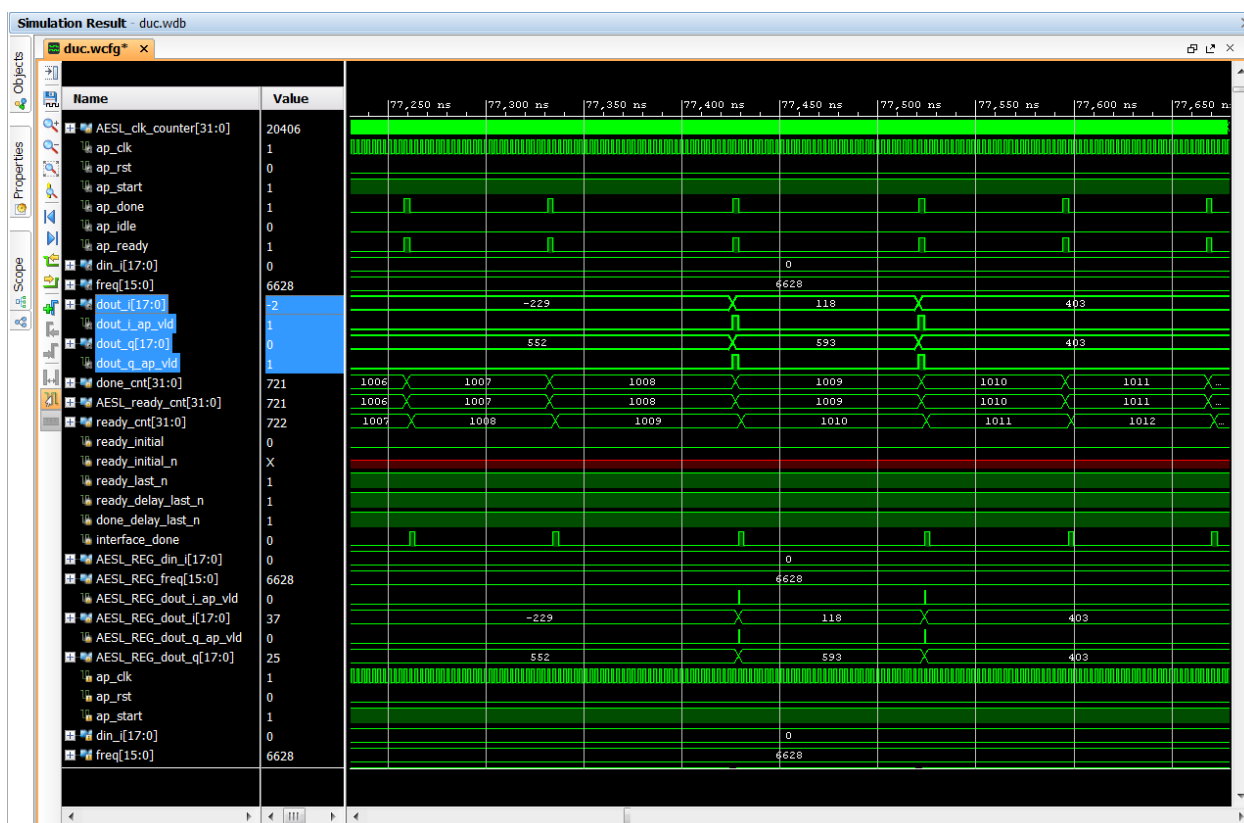 Simulation Result - duc.wdb
duc.wcfg*
Objects
Properties
Scope
Name Value
77,250 ns 77,300 ns 77,350 ns 77,400 ns 77,450 ns 77,500 ns 77,550 ns 77,600 ns 77,650 n
AESL_clk_counter[31:0] 20406
ap_clk 1
ap_rst 0
ap_start 1
ap_done 1
ap_idle 0
ap_ready 1
din_i[17:0] 0 0
freq[15:0] 6628 6628
dout_i[17:0] -2 -229 118 403
dout_i_ap_vld 1
dout_q[17:0] 0 552 593 403
dout_q_ap_vld 1
done_cnt[31:0] 721 1006 1007 1008 1009 1010 1011 ...
AESL_ready_cnt[31:0] 721 1006 1007 1008 1009 1010 1011 ...
ready_cnt[31:0] 722 1007 1008 1009 1010 1011 1012 ...
ready_initial 0
ready_initial_n X
ready_last_n 1
ready_delay_last_n 1
done_delay_last_n 1
interface_done 0
AESL_REG_din_i[17:0] 0 0
AESL_REG_freq[15:0] 6628 6628
AESL_REG_dout_i_ap_vld 0
AESL_REG_dout_i[17:0] 37 -229 118 403
AESL_REG_dout_q_ap_vld 0
AESL_REG_dout_q[17:0] 25 552 593 403
ap_clk 1
ap_rst 0
ap_start 1
din_i[17:0] 0 0
freq[15:0] 6628 6628